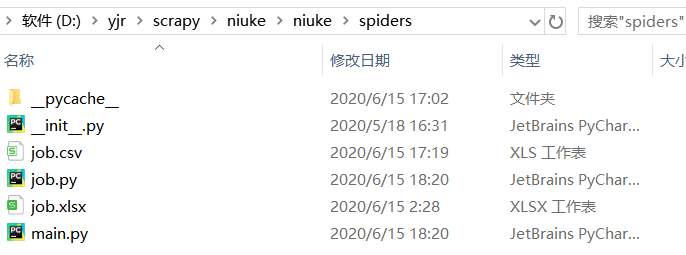 软件 (D:) > yjr > scrapy > niuke > niuke > spiders 搜索"spiders"
名称 修改日期 类型 大小
__pycache__ 2020/6/15 17:02 文件夹
__init__.py 2020/5/18 16:31 JetBrains PyChar...
job.csv 2020/6/15 17:19 XLS 工作表
job.py 2020/6/15 18:20 JetBrains PyChar...
job.xlsx 2020/6/15 2:28 XLSX 工作表
main.py 2020/6/15 18:20 JetBrains PyChar...